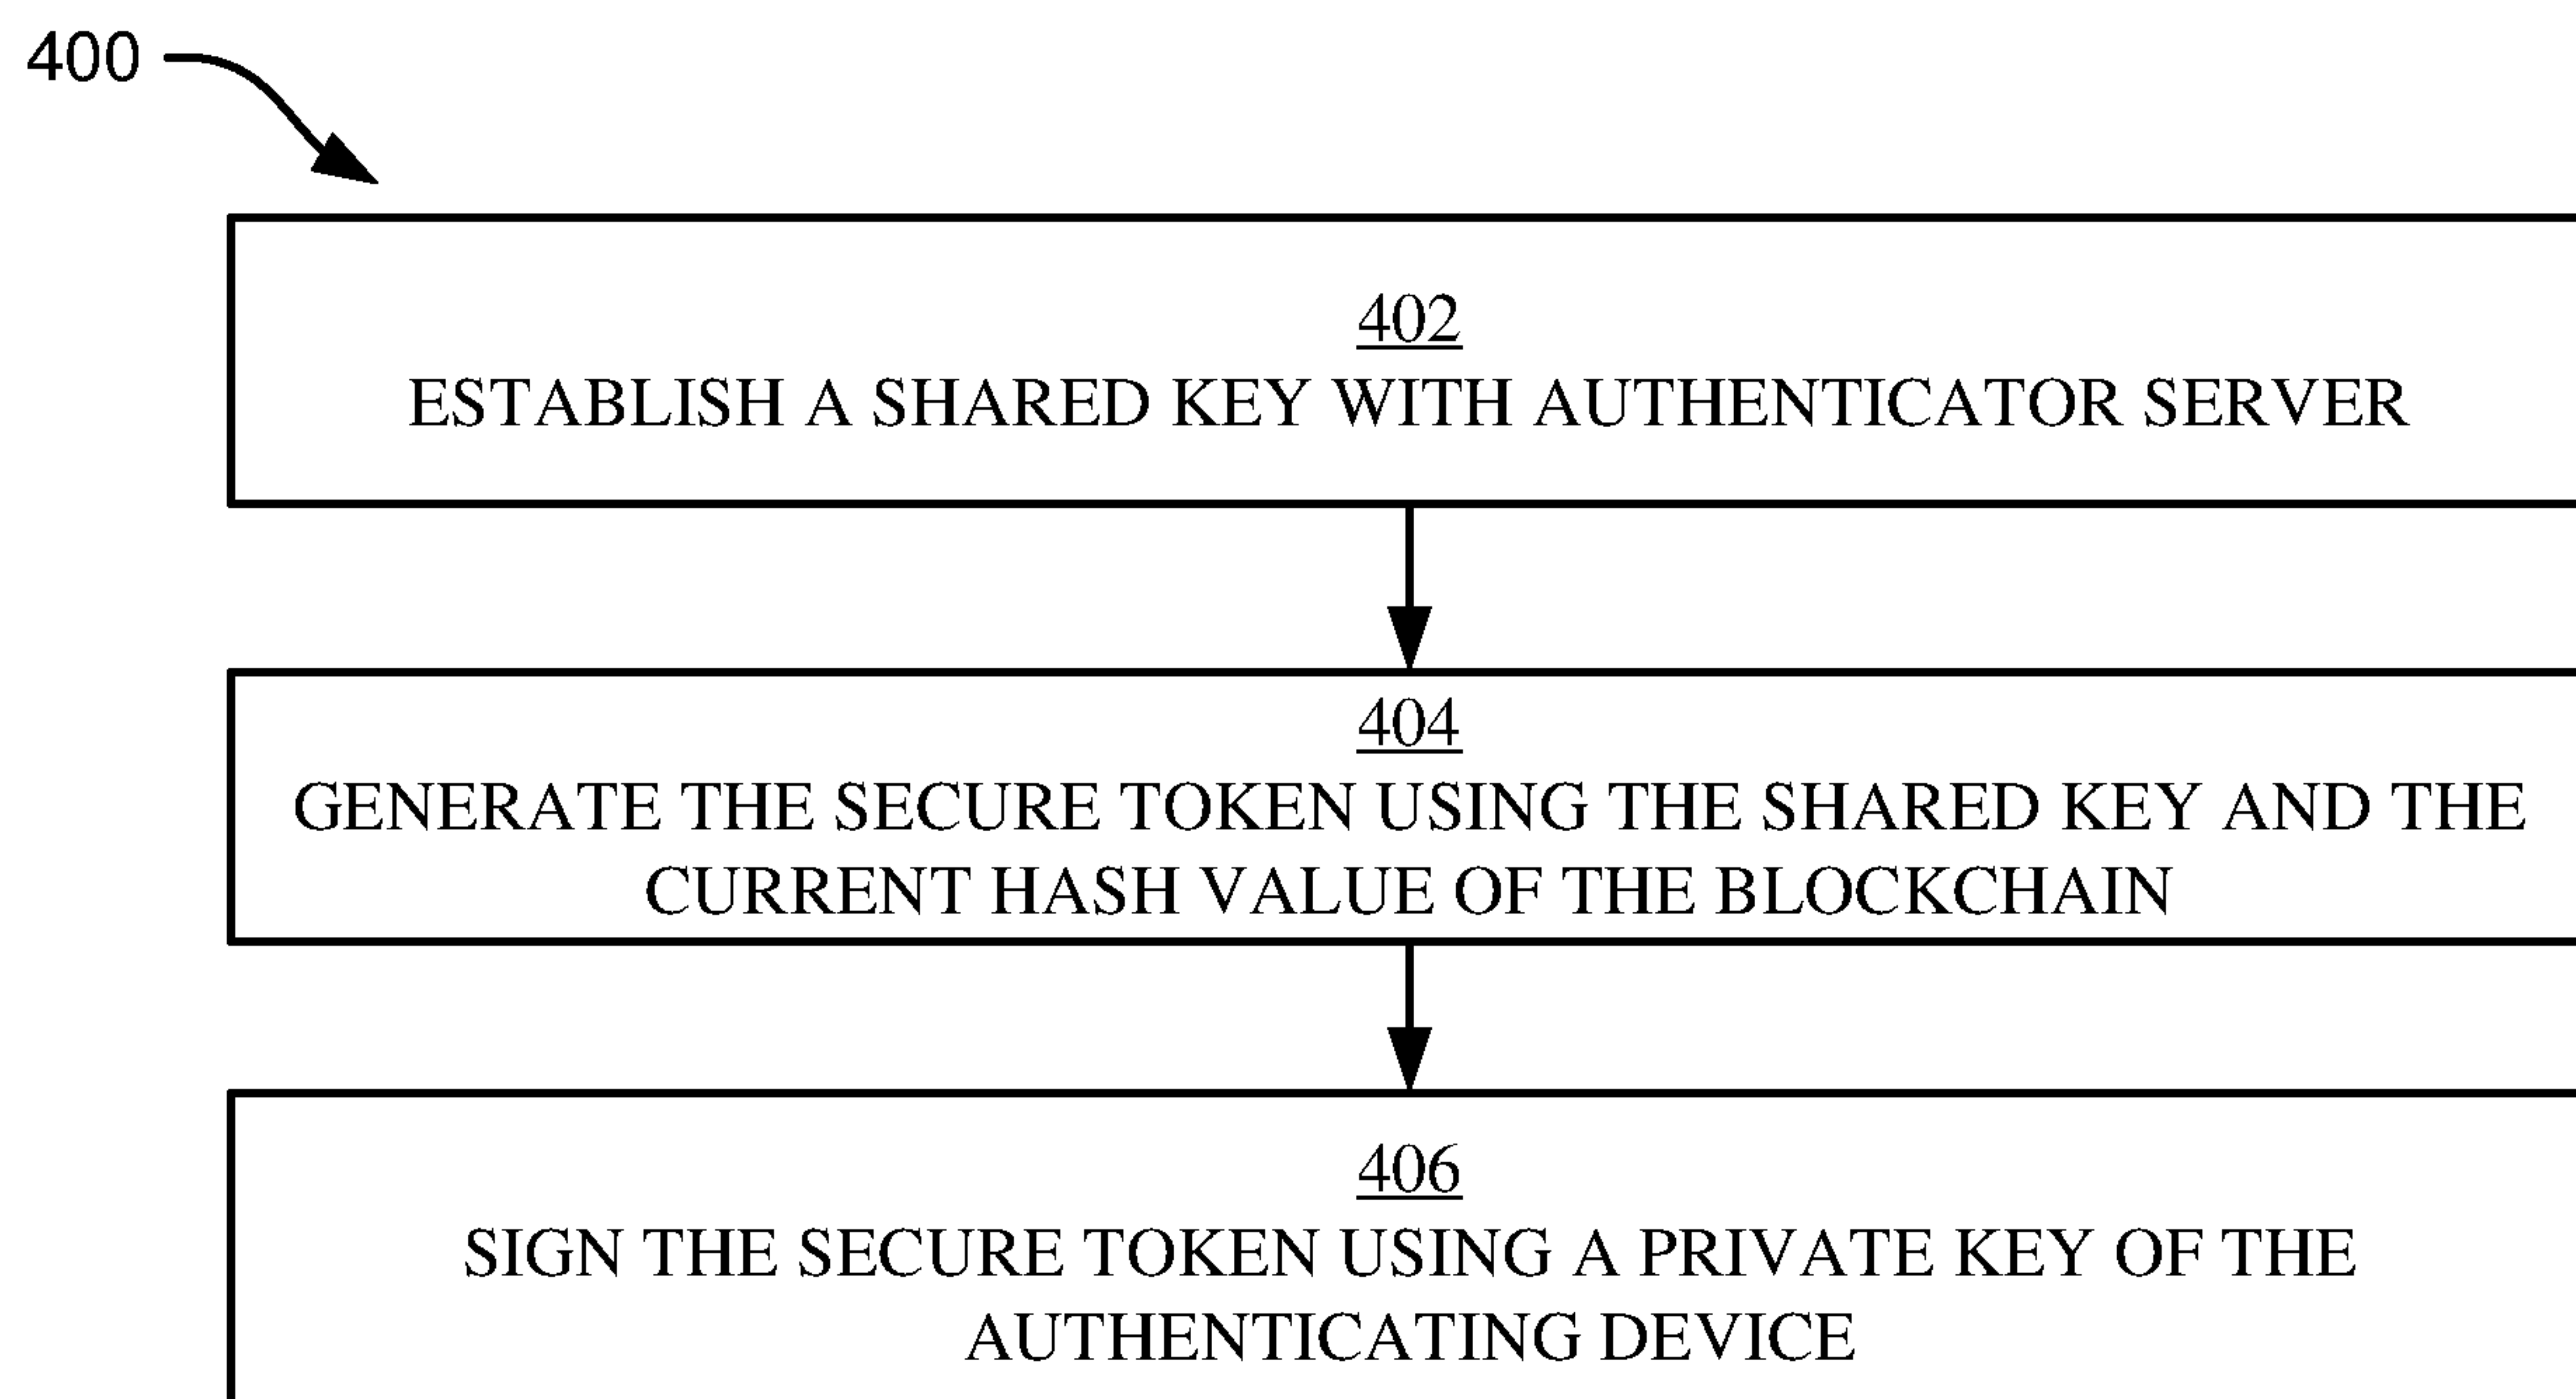 400
402
ESTABLISH A SHARED KEY WITH AUTHENTICATOR SERVER
404
GENERATE THE SECURE TOKEN USING THE SHARED KEY AND THE
CURRENT HASH VALUE OF THE BLOCKCHAIN
406
SIGN THE SECURE TOKEN USING A PRIVATE KEY OF THE
AUTHENTICATING DEVICE